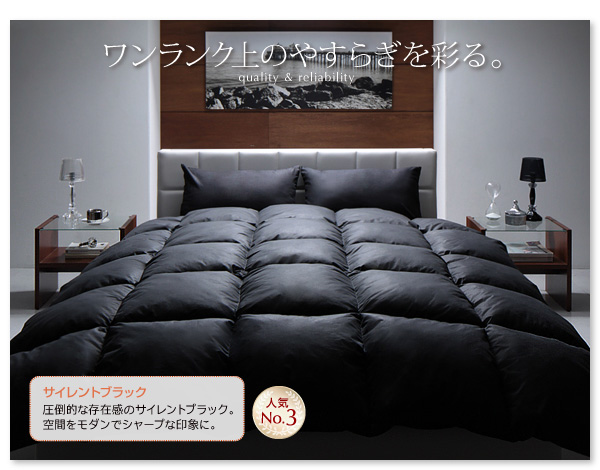 ワンランク上のやすらぎを彩る。
quality & reliability
サイレントブラック
圧倒的な存在感のサイレントブラック。
空間をモダンでシャープな印象に。
人気
No.3